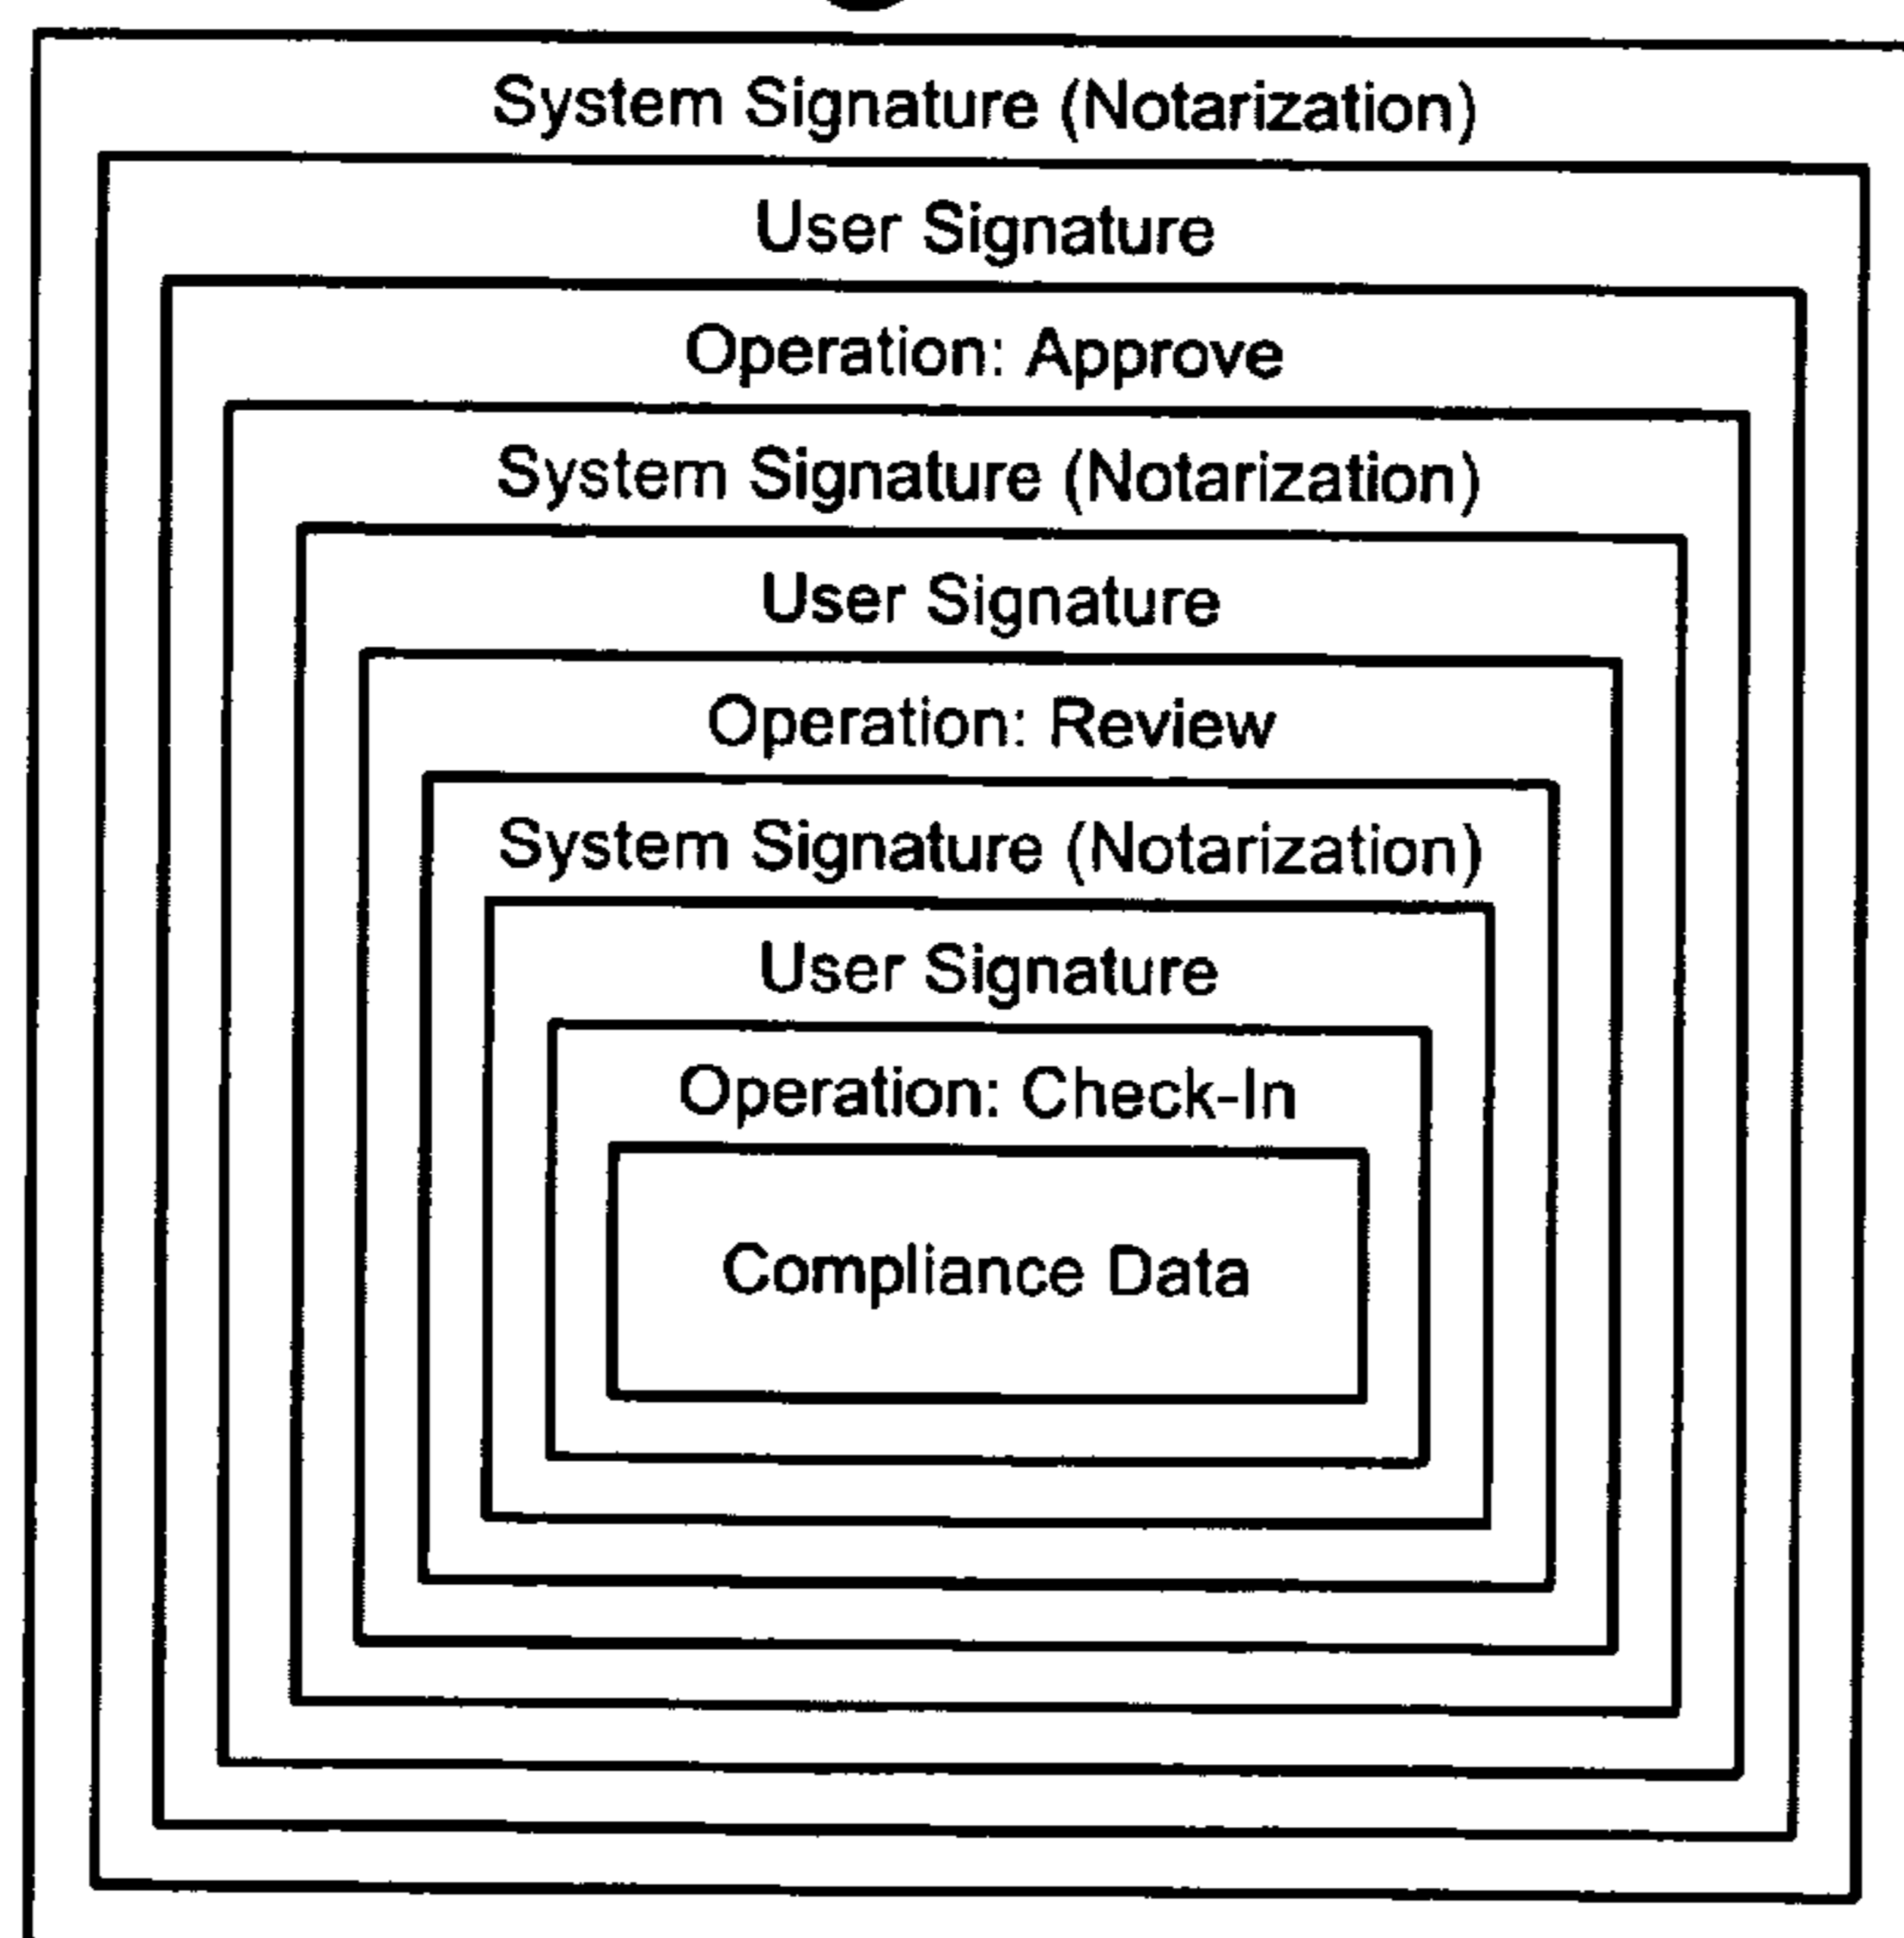 System Signature (Notarization)
User Signature
Operation: Approve
System Signature (Notarization)
User Signature
Operation: Review
System Signature (Notarization)
User Signature
Operation: Check-In
Compliance Data